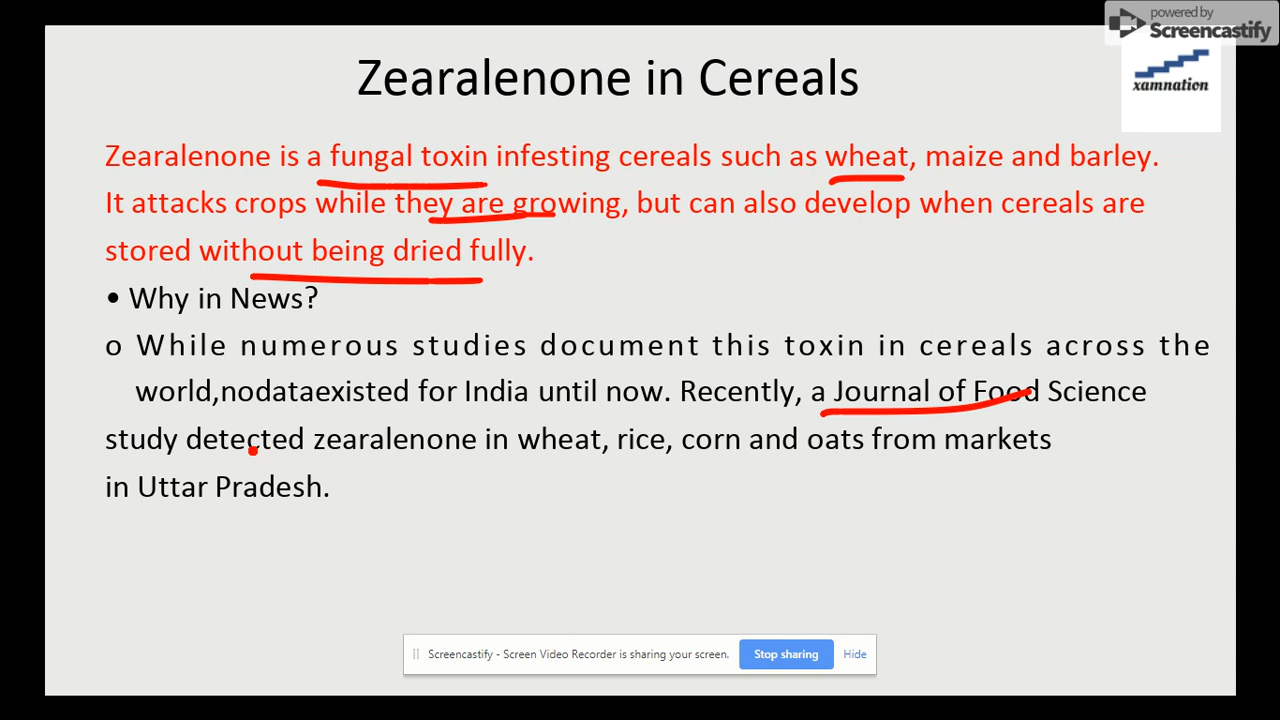 powered by
Screencastify
xamnation
Zearalenone in Cereals
Zearalenone is a fungal toxin infesting cereals such as wheat, maize and barley.
It attacks crops while they are growing, but can also develop when cereals are
stored without being dried fully.
• Why in News?
o While numerous studies document this toxin in cereals across the
world,nodataexisted for India until now. Recently, a Journal of Food Science
study detected zearalenone in wheat, rice, corn and oats from markets
in Uttar Pradesh.
Screencastify - Screen Video Recorder is sharing your screen. Stop sharing Hide